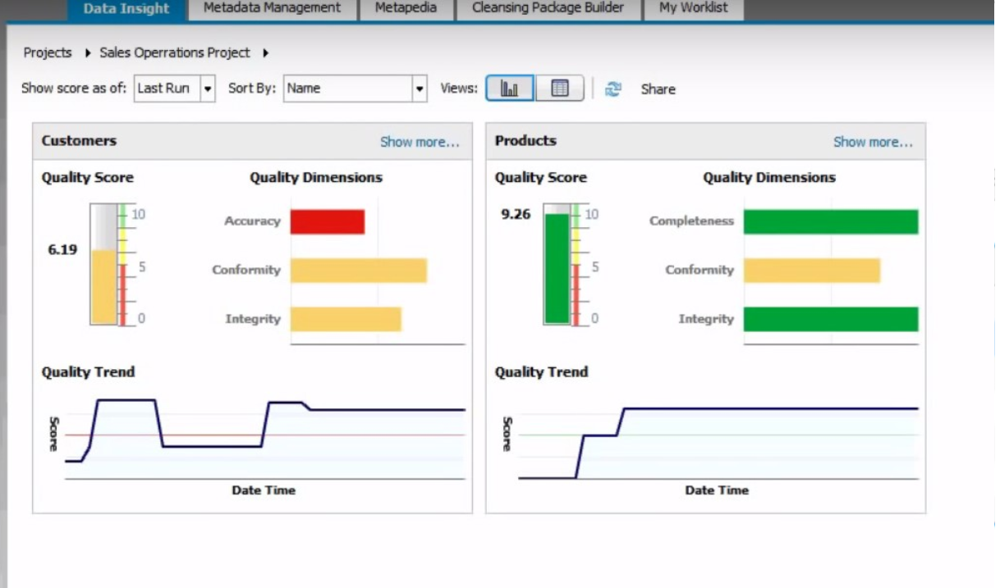 Data Insight Metadata Management Metapedia Cleansing Package Builder My Worklist
Projects Sales Operrations Project
Show score as of: Last Run Sort By: Name Views: Share
Customers Show more...
Quality Score Quality Dimensions
10
5
0
6.19
Accuracy
Conformity
Integrity
Quality Trend
Score
Date Time
Products Show more...
Quality Score Quality Dimensions
9.26
10
5
0
Completeness
Conformity
Integrity
Quality Trend
Score
Date Time